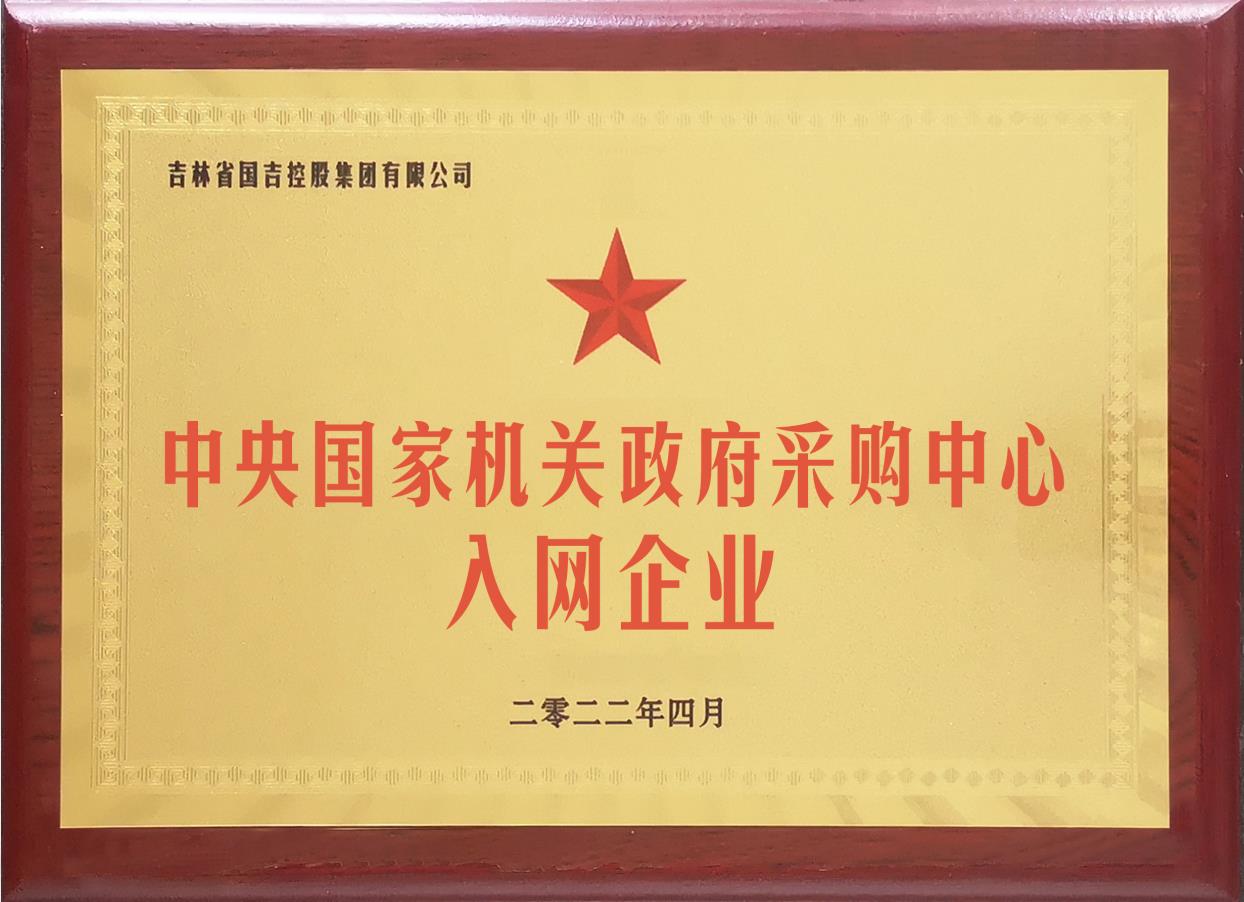 吉林省国吉控股集团有限公司
中央国家机关政府采购中心
入网企业
二零二二年四月